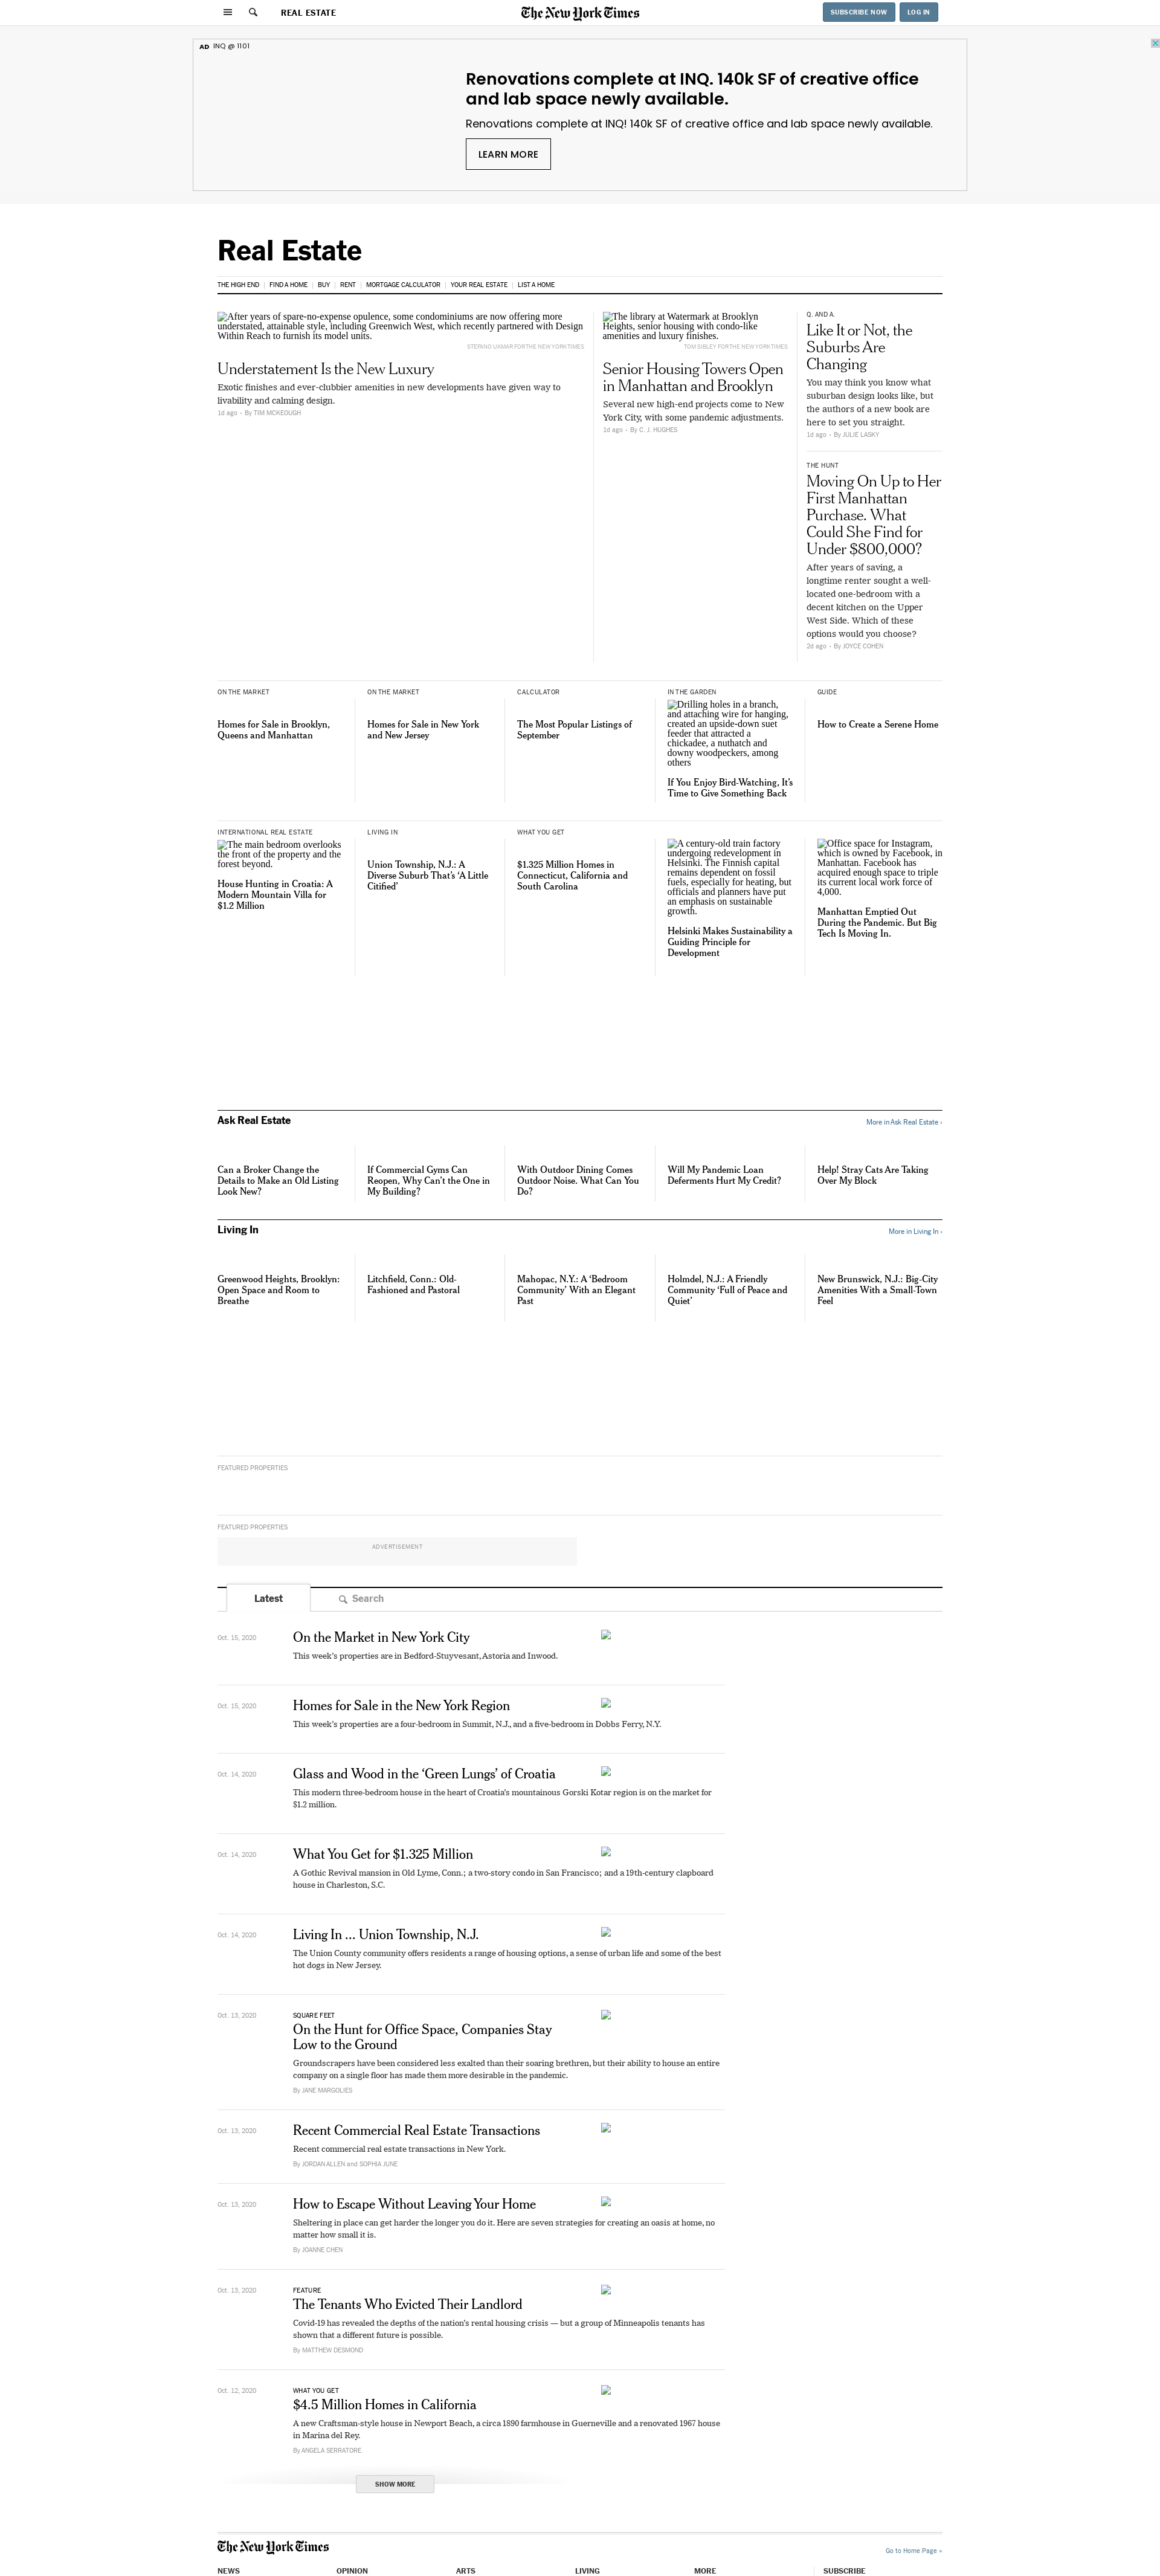 REAL ESTATE
The New York Times
SUBSCRIBE NOW
LOG IN
AD INQ @ 1101
Renovations complete at INQ. 140k SF of creative office
and lab space newly available.
Renovations complete at INQ! 140k SF of creative office and lab space newly available.
LEARN MORE
Real Estate
THE HIGH END | FIND A HOME | BUY | RENT | MORTGAGE CALCULATOR | YOUR REAL ESTATE | LIST A HOME
After years of spare-no-expense opulence, some condominiums are now offering more
understated, attainable style, including Greenwich West, which recently partnered with Design
Within Reach to furnish its model units.
STEFANO UKMAR FOR THE NEW YORK TIMES
Understatement Is the New Luxury
Exotic finishes and ever-clubbier amenities in new developments have given way to
livability and calming design.
1d ago • By TIM MCKEOUGH
The library at Watermark at Brooklyn
Heights, senior housing with condo-like
amenities and luxury finishes.
TOM SIBLEY FOR THE NEW YORK TIMES
Senior Housing Towers Open
in Manhattan and Brooklyn
Several new high-end projects come to New
York City, with some pandemic adjustments.
1d ago • By C. J. HUGHES
Q. AND A.
Like It or Not, the
Suburbs Are
Changing
You may think you know what
suburban design looks like, but
the authors of a new book are
here to set you straight.
1d ago • By JULIE LASKY
THE HUNT
Moving On Up to Her
First Manhattan
Purchase. What
Could She Find for
Under $800,000?
After years of saving, a
longtime renter sought a well-
located one-bedroom with a
decent kitchen on the Upper
West Side. Which of these
options would you choose?
2d ago • By JOYCE COHEN
ON THE MARKET
Homes for Sale in Brooklyn,
Queens and Manhattan
ON THE MARKET
Homes for Sale in New York
and New Jersey
CALCULATOR
The Most Popular Listings of
September
IN THE GARDEN
Drilling holes in a branch,
and attaching wire for hanging,
created an upside-down suet
feeder that attracted a
chickadee, a nuthatch and
downy woodpeckers, among
others
If You Enjoy Bird-Watching, It’s
Time to Give Something Back
GUIDE
How to Create a Serene Home
INTERNATIONAL REAL ESTATE
The main bedroom overlooks
the front of the property and the
forest beyond.
House Hunting in Croatia: A
Modern Mountain Villa for
$1.2 Million
LIVING IN
Union Township, N.J.: A
Diverse Suburb That’s ‘A Little
Citified’
WHAT YOU GET
$1.325 Million Homes in
Connecticut, California and
South Carolina
A century-old train factory
undergoing redevelopment in
Helsinki. The Finnish capital
remains dependent on fossil
fuels, especially for heating, but
officials and planners have put
an emphasis on sustainable
growth.
Helsinki Makes Sustainability a
Guiding Principle for
Development
Office space for Instagram,
which is owned by Facebook, in
Manhattan. Facebook has
acquired enough space to triple
its current local work force of
4,000.
Manhattan Emptied Out
During the Pandemic. But Big
Tech Is Moving In.
Ask Real Estate
More in Ask Real Estate ›
Can a Broker Change the
Details to Make an Old Listing
Look New?
If Commercial Gyms Can
Reopen, Why Can’t the One in
My Building?
With Outdoor Dining Comes
Outdoor Noise. What Can You
Do?
Will My Pandemic Loan
Deferments Hurt My Credit?
Help! Stray Cats Are Taking
Over My Block
Living In
More in Living In ›
Greenwood Heights, Brooklyn:
Open Space and Room to
Breathe
Litchfield, Conn.: Old-
Fashioned and Pastoral
Mahopac, N.Y.: A ‘Bedroom
Community’ With an Elegant
Past
Holmdel, N.J.: A Friendly
Community ‘Full of Peace and
Quiet’
New Brunswick, N.J.: Big-City
Amenities With a Small-Town
Feel
FEATURED PROPERTIES
FEATURED PROPERTIES
ADVERTISEMENT
Latest
Search
Oct. 15, 2020
On the Market in New York City
This week’s properties are in Bedford-Stuyvesant, Astoria and Inwood.
Oct. 15, 2020
Homes for Sale in the New York Region
This week’s properties are a four-bedroom in Summit, N.J., and a five-bedroom in Dobbs Ferry, N.Y.
Oct. 14, 2020
Glass and Wood in the ‘Green Lungs’ of Croatia
This modern three-bedroom house in the heart of Croatia’s mountainous Gorski Kotar region is on the market for
$1.2 million.
Oct. 14, 2020
What You Get for $1.325 Million
A Gothic Revival mansion in Old Lyme, Conn.; a two-story condo in San Francisco; and a 19th-century clapboard
house in Charleston, S.C.
Oct. 14, 2020
Living In ... Union Township, N.J.
The Union County community offers residents a range of housing options, a sense of urban life and some of the best
hot dogs in New Jersey.
Oct. 13, 2020
SQUARE FEET
On the Hunt for Office Space, Companies Stay
Low to the Ground
Groundscrapers have been considered less exalted than their soaring brethren, but their ability to house an entire
company on a single floor has made them more desirable in the pandemic.
By JANE MARGOLIES
Oct. 13, 2020
Recent Commercial Real Estate Transactions
Recent commercial real estate transactions in New York.
By JORDAN ALLEN and SOPHIA JUNE
Oct. 13, 2020
How to Escape Without Leaving Your Home
Sheltering in place can get harder the longer you do it. Here are seven strategies for creating an oasis at home, no
matter how small it is.
By JOANNE CHEN
Oct. 13, 2020
FEATURE
The Tenants Who Evicted Their Landlord
Covid-19 has revealed the depths of the nation’s rental housing crisis — but a group of Minneapolis tenants has
shown that a different future is possible.
By MATTHEW DESMOND
Oct. 12, 2020
WHAT YOU GET
$4.5 Million Homes in California
A new Craftsman-style house in Newport Beach, a circa 1890 farmhouse in Guerneville and a renovated 1967 house
in Marina del Rey.
By ANGELA SERRATORE
SHOW MORE
The New York Times
Go to Home Page »
NEWS
OPINION
ARTS
LIVING
MORE
SUBSCRIBE